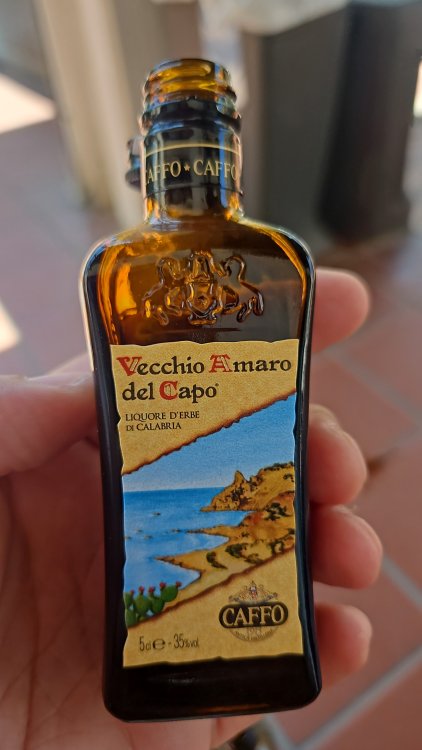 CAFFO ★ CAFFO
Vecchio Amaro
del Capo®
LIQUORE D'ERBE
DI CALABRIA
CAFFO
5cl e - 35%vol